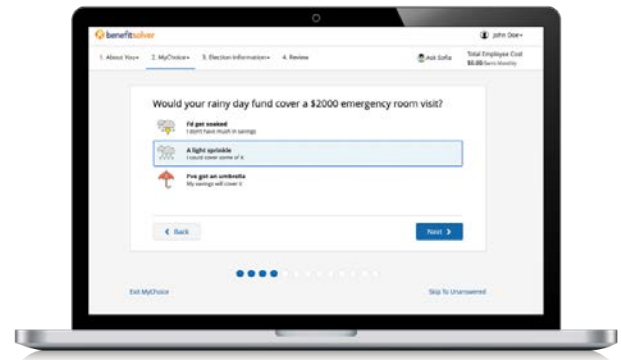 benefitsolver
John Doe
1. About You
2. MyChoice
3. Election Information
4. Review
Ask Sofia
Total Employee Cost
$0.00/Semi Monthly
Would your rainy day fund cover a $2000 emergency room visit?
I'd get soaked
I don't have much in savings
A light sprinkle
I could cover some of it
I've got an umbrella
My savings will cover it
Back
Next
Exit MyChoice
Skip To Unanswered